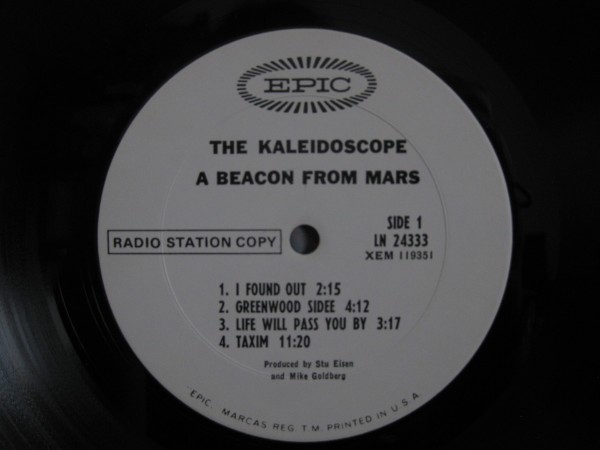 EPIC
THE KALEIDOSCOPE
A BEACON FROM MARS
RADIO STATION COPY
SIDE 1
LN 24333
XEM 119351
1. I FOUND OUT 2:15
2. GREENWOOD SIDEE 4:12
3. LIFE WILL PASS YOU BY 3:17
4. TAXIM 11:20
Produced by Stu Eisen
and Mike Goldberg
EPIC. MARCAS REG. T.M. PRINTED IN U.S.A.